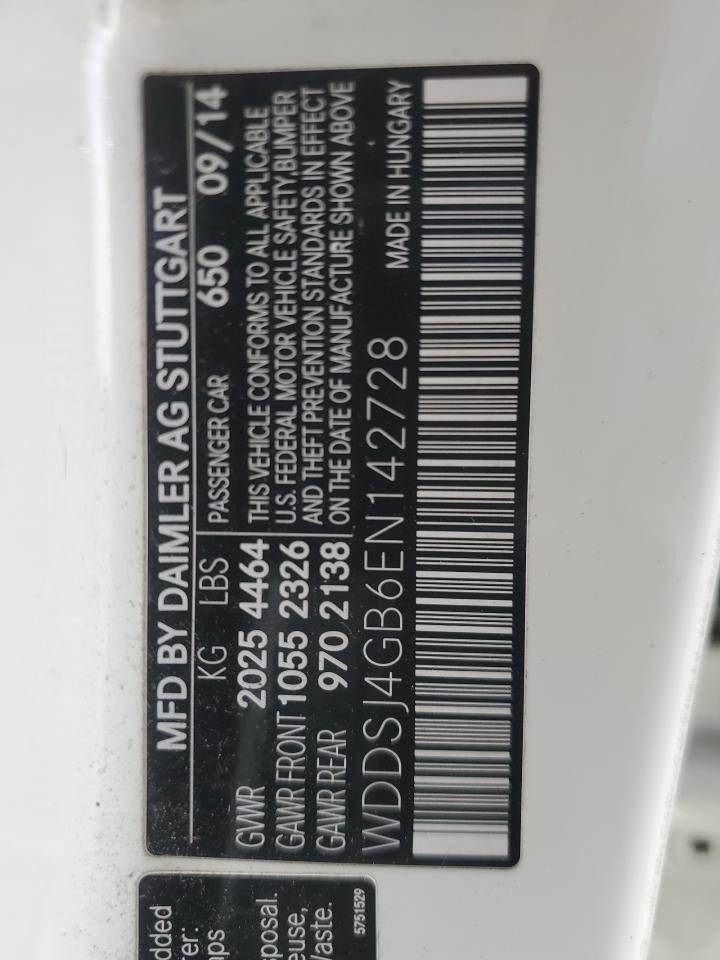 MFD BY DAIMLER AG STUTTGART
KG LBS PASSENGER CAR 650 09/14
GVWR 2025 4464 THIS VEHICLE CONFORMS TO ALL APPLICABLE
GAWR FRONT 1055 2326 U.S. FEDERAL MOTOR VEHICLE SAFETY, BUMPER
GAWR REAR 970 2138 AND THEFT PREVENTION STANDARDS IN EFFECT
ON THE DATE OF MANUFACTURE SHOWN ABOVE
WDDSJ4GB6EN142728 MADE IN HUNGARY
5751529